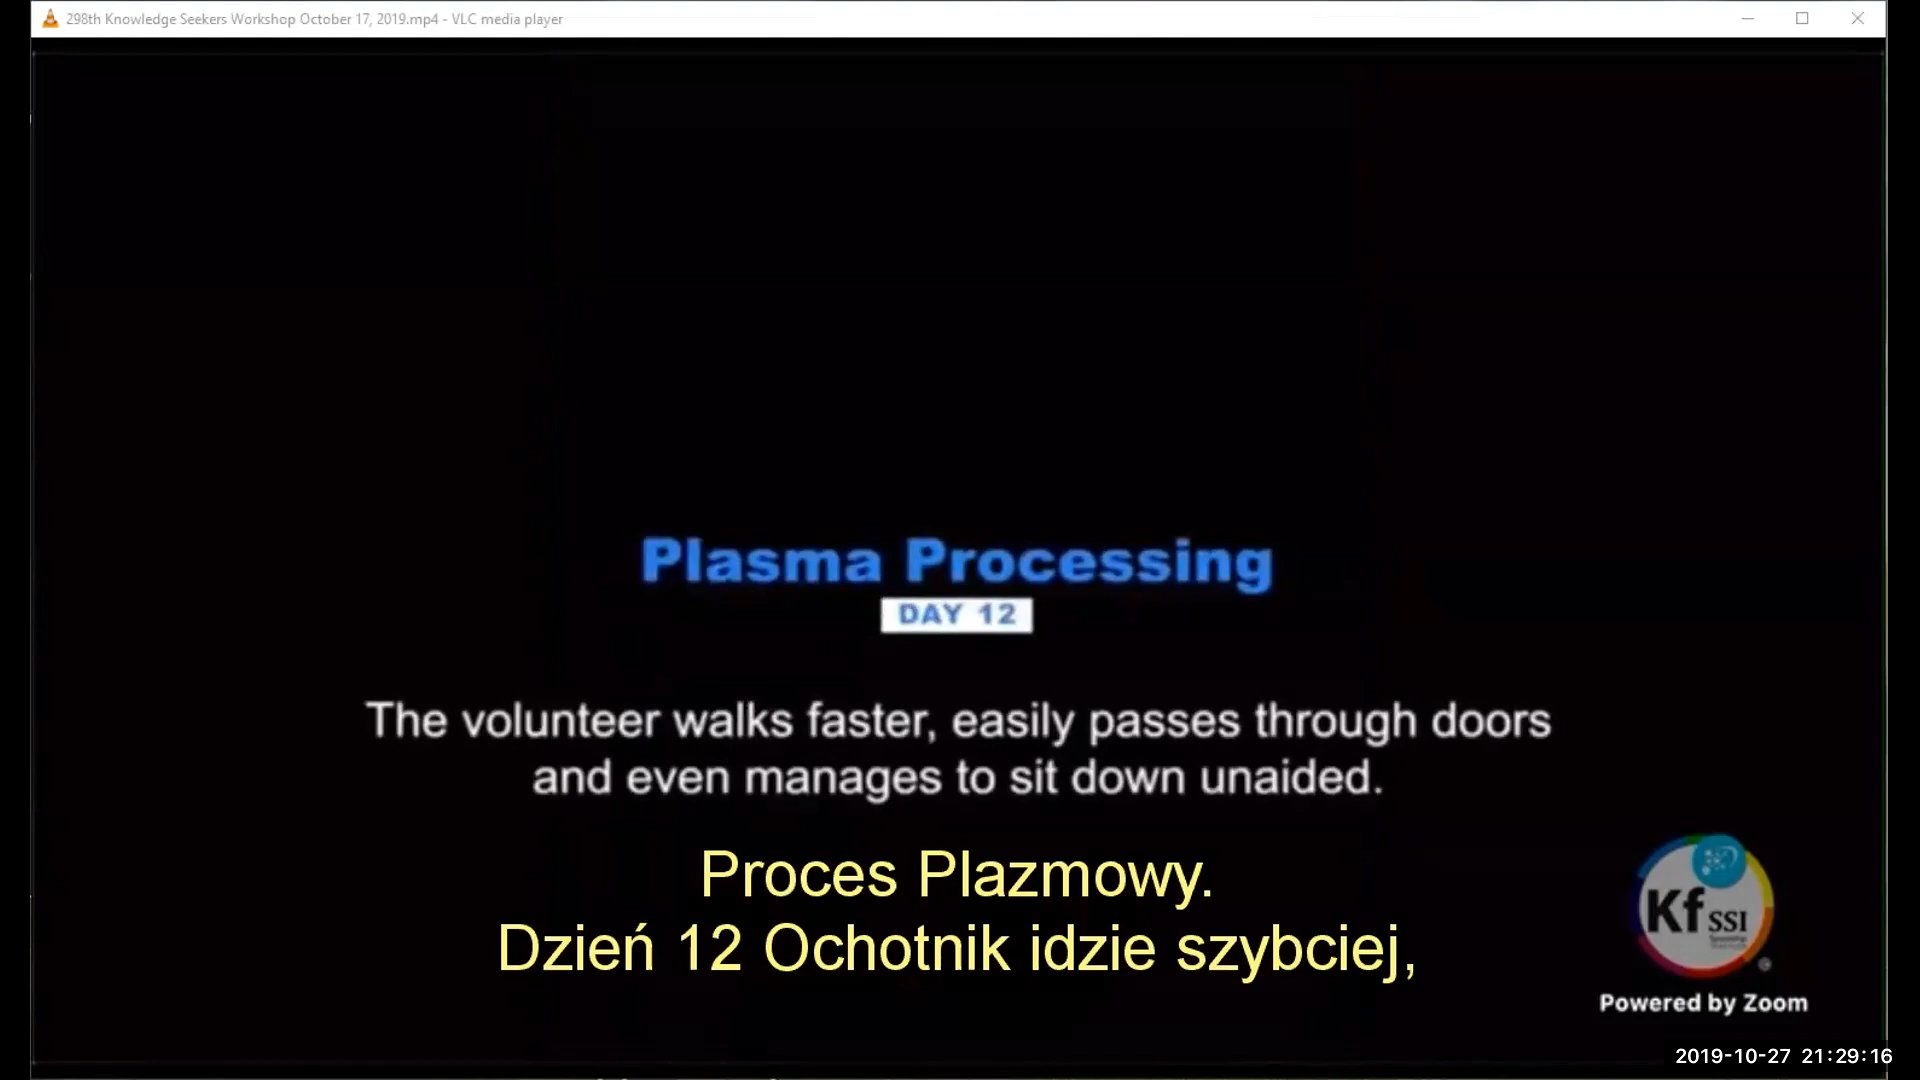 298th Knowledge Seekers Workshop October 17, 2019.mp4 - VLC media player
Plasma Processing
DAY 12
The volunteer walks faster, easily passes through doors
and even manages to sit down unaided.
Proces Plazmowy.
Dzień 12 Ochotnik idzie szybciej,
Kf SSI
Powered by Zoom
2019-10-27 21:29:16